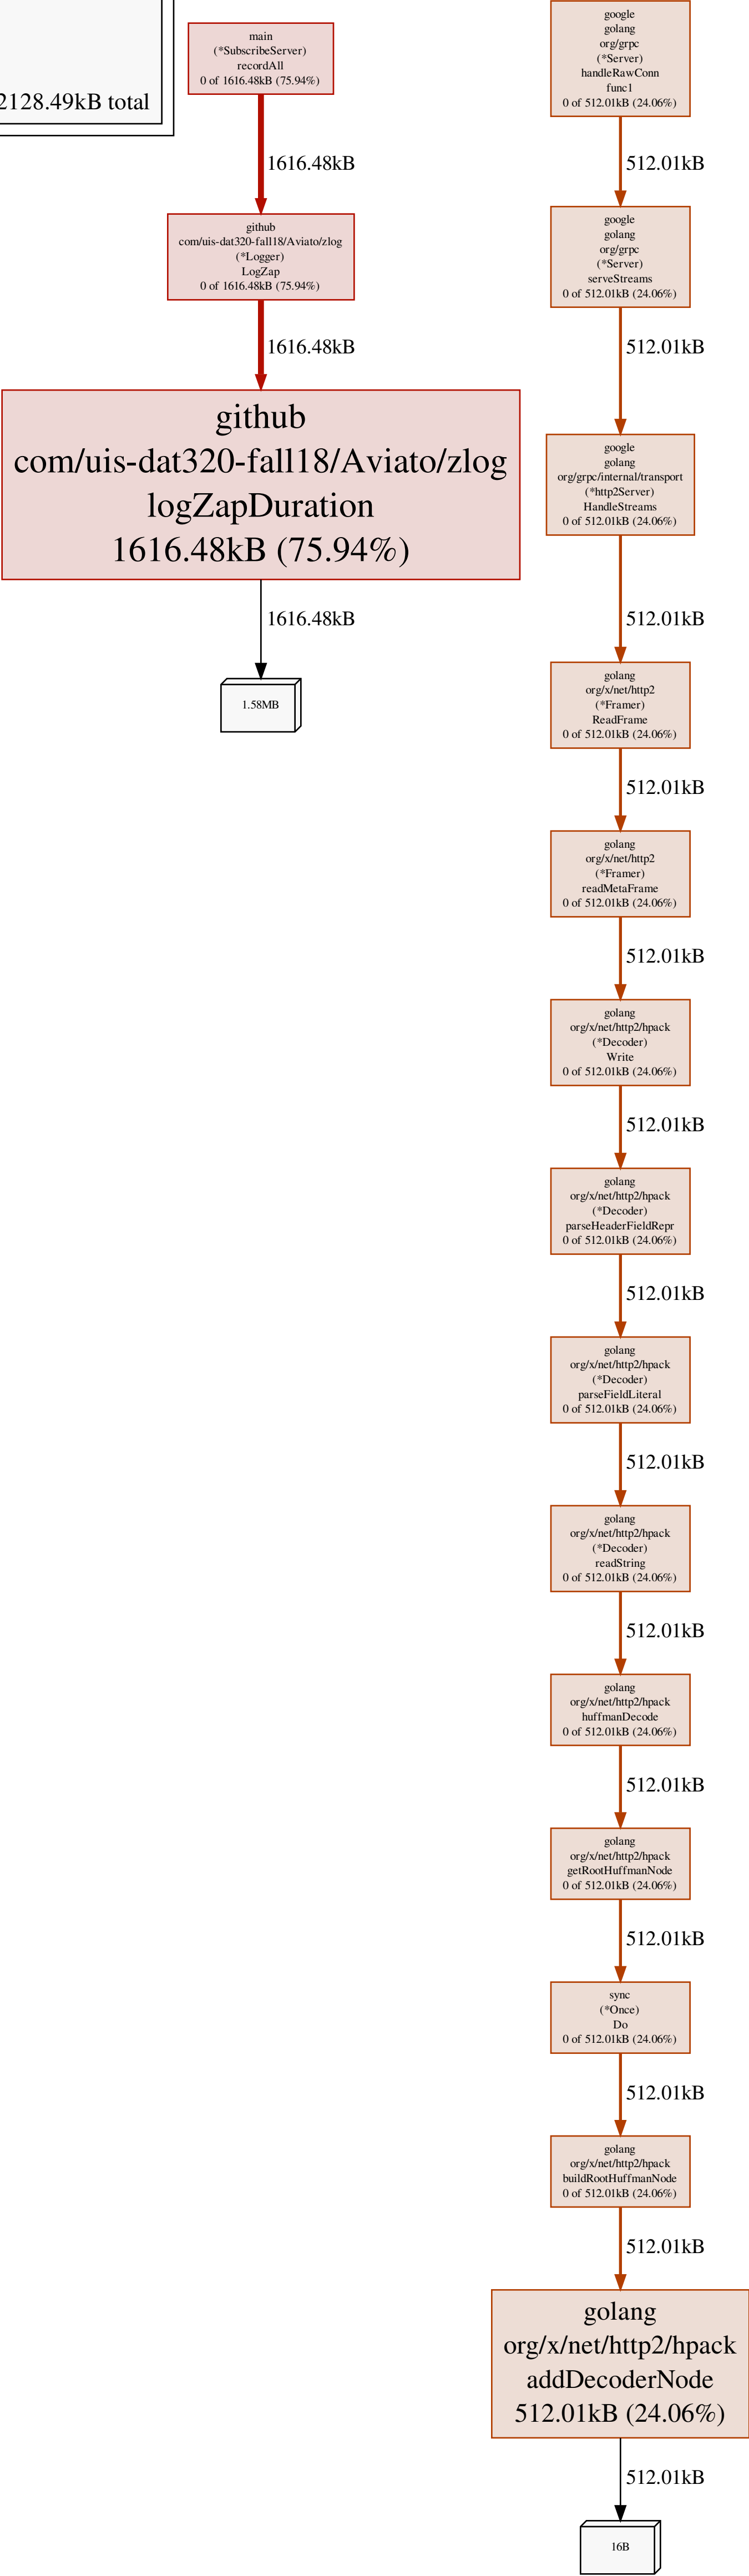 2128.49kB total
main
(*SubscribeServer)
recordAll
0 of 1616.48kB (75.94%)
1616.48kB
github
com/uis-dat320-fall18/Aviato/zlog
(*Logger)
LogZap
0 of 1616.48kB (75.94%)
1616.48kB
github
com/uis-dat320-fall18/Aviato/zlog
logZapDuration
1616.48kB (75.94%)
1616.48kB
1.58MB
google
golang
org/grpc
(*Server)
handleRawConn
func1
0 of 512.01kB (24.06%)
512.01kB
google
golang
org/grpc
(*Server)
serveStreams
0 of 512.01kB (24.06%)
512.01kB
google
golang
org/grpc/internal/transport
(*http2Server)
HandleStreams
0 of 512.01kB (24.06%)
512.01kB
golang
org/x/net/http2
(*Framer)
ReadFrame
0 of 512.01kB (24.06%)
512.01kB
golang
org/x/net/http2
(*Framer)
readMetaFrame
0 of 512.01kB (24.06%)
512.01kB
golang
org/x/net/http2/hpack
(*Decoder)
Write
0 of 512.01kB (24.06%)
512.01kB
golang
org/x/net/http2/hpack
(*Decoder)
parseHeaderFieldRepr
0 of 512.01kB (24.06%)
512.01kB
golang
org/x/net/http2/hpack
(*Decoder)
parseFieldLiteral
0 of 512.01kB (24.06%)
512.01kB
golang
org/x/net/http2/hpack
(*Decoder)
readString
0 of 512.01kB (24.06%)
512.01kB
golang
org/x/net/http2/hpack
huffmanDecode
0 of 512.01kB (24.06%)
512.01kB
golang
org/x/net/http2/hpack
getRootHuffmanNode
0 of 512.01kB (24.06%)
512.01kB
sync
(*Once)
Do
0 of 512.01kB (24.06%)
512.01kB
golang
org/x/net/http2/hpack
buildRootHuffmanNode
0 of 512.01kB (24.06%)
512.01kB
golang
org/x/net/http2/hpack
addDecoderNode
512.01kB (24.06%)
512.01kB
16B